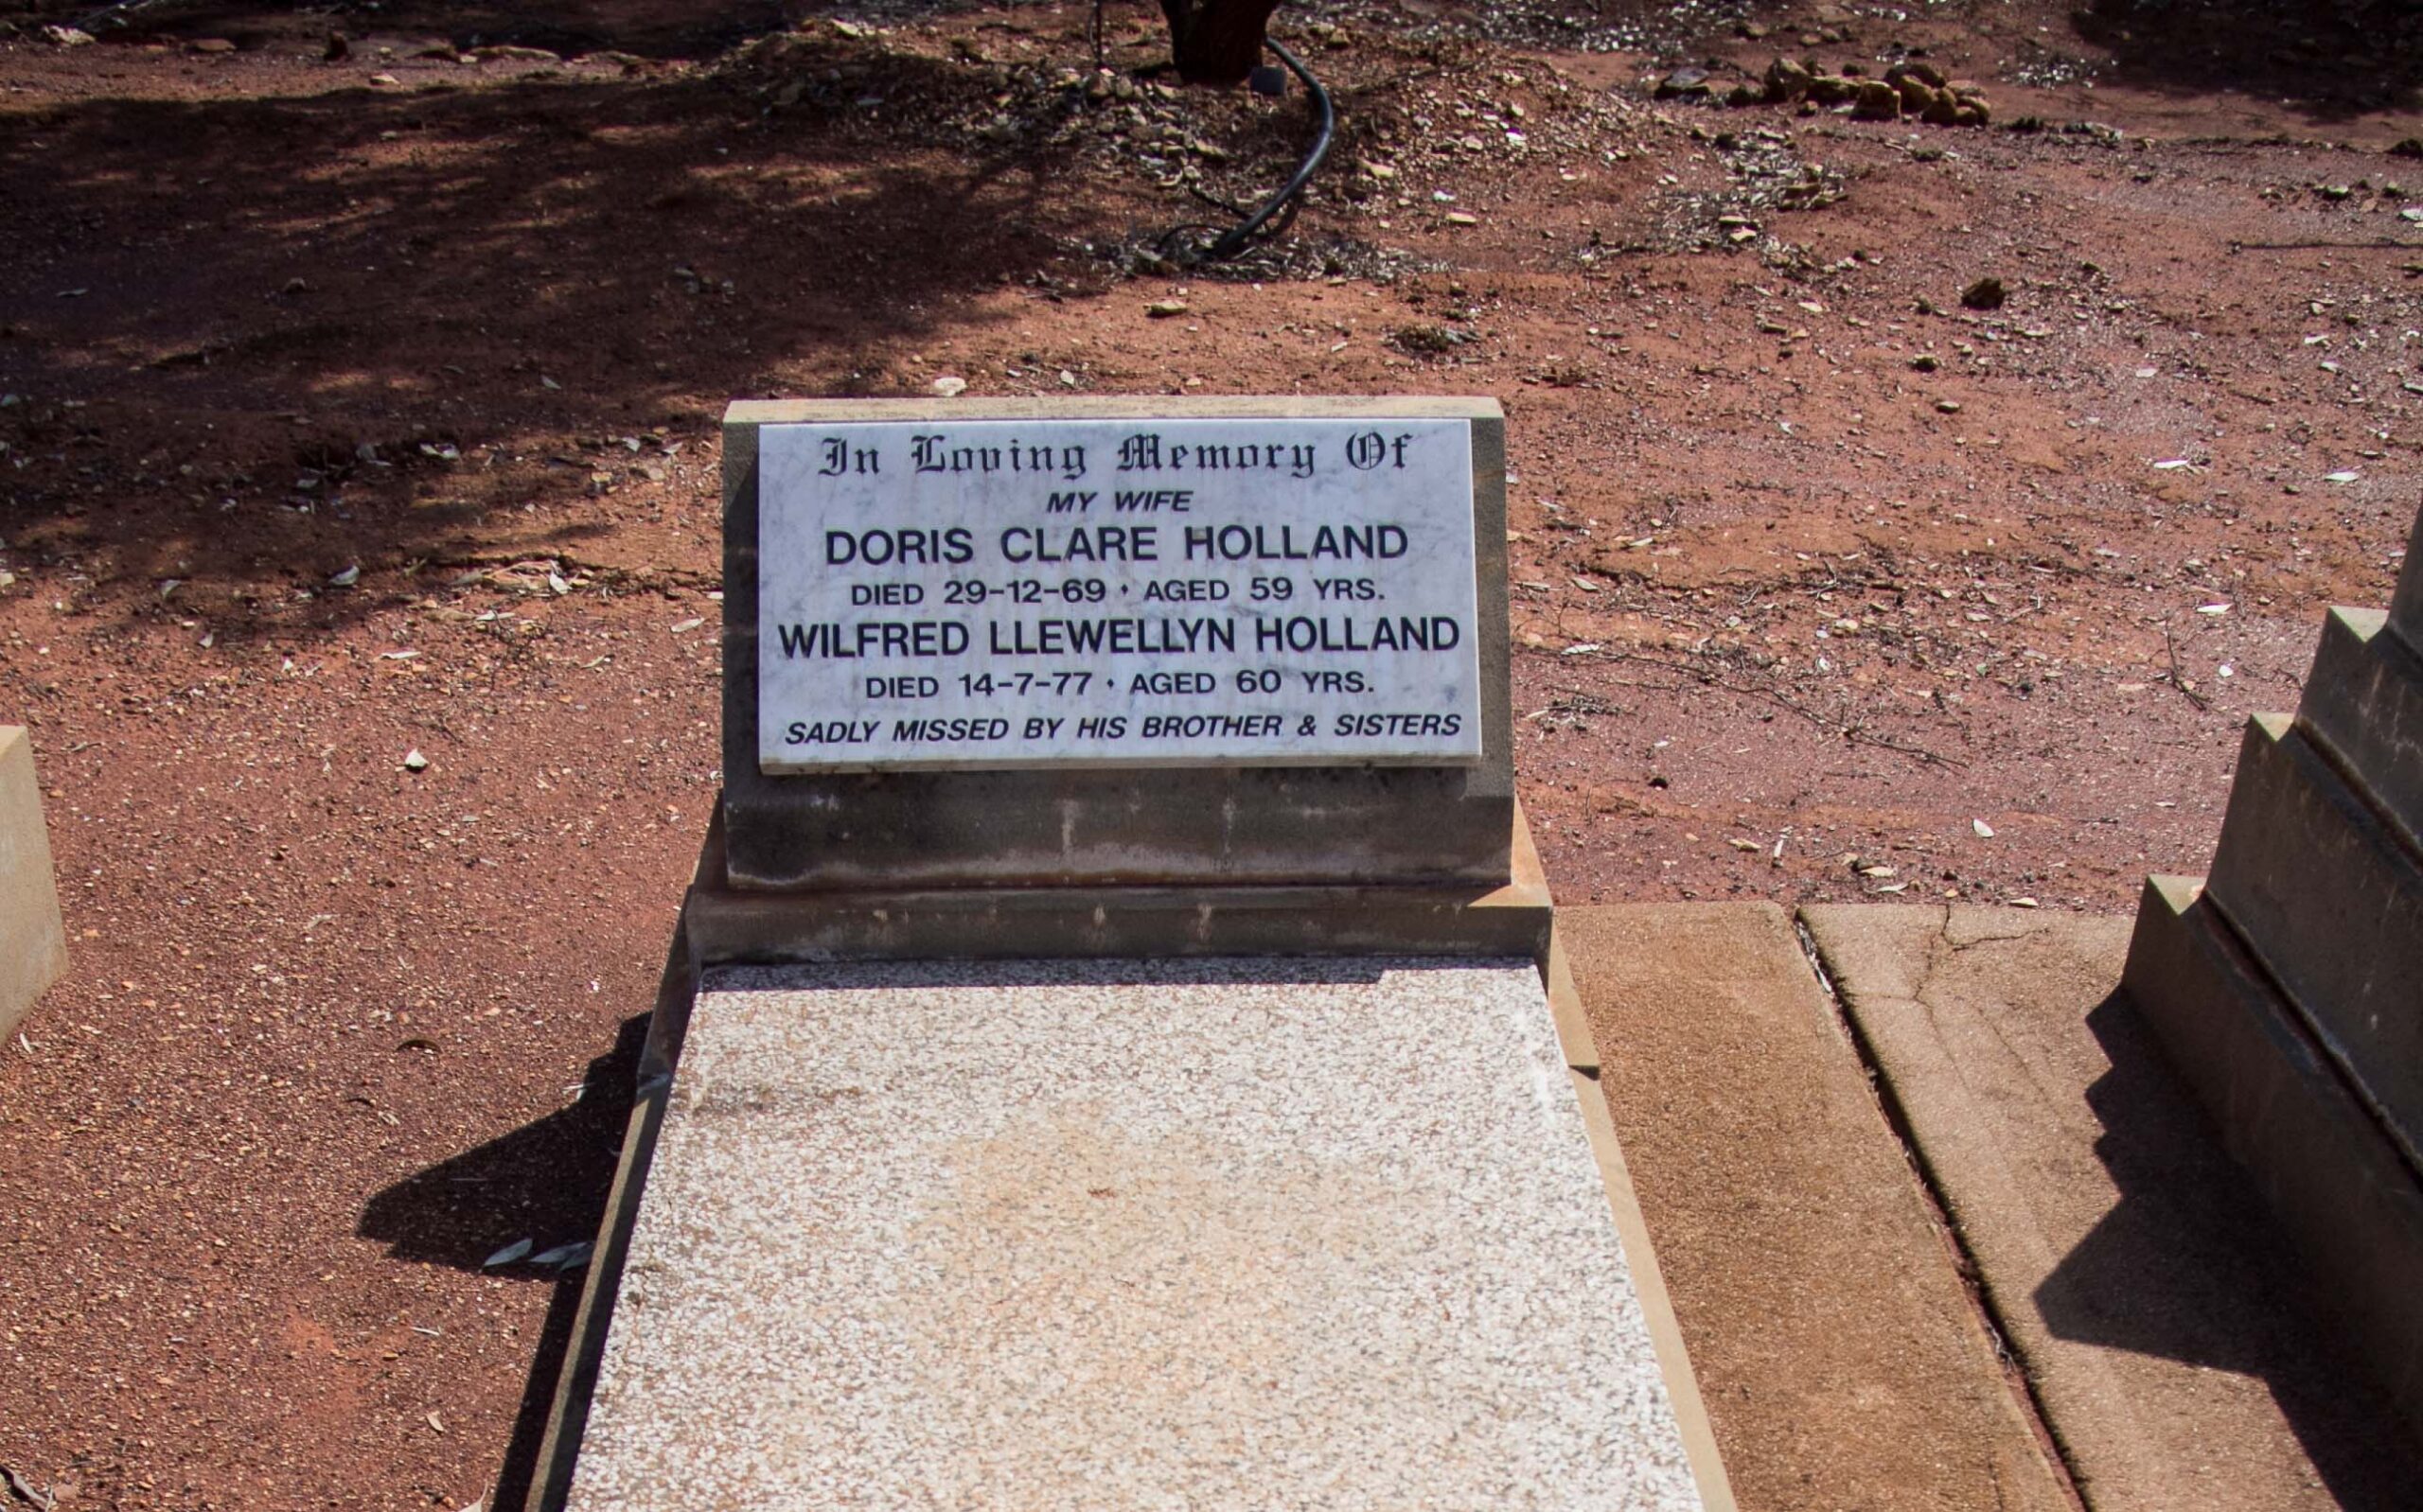 In Loving Memory Of
MY WIFE
DORIS CLARE HOLLAND
DIED 29-12-69 • AGED 59 YRS.
WILFRED LLEWELLYN HOLLAND
DIED 14-7-77 • AGED 60 YRS.
SADLY MISSED BY HIS BROTHER & SISTERS